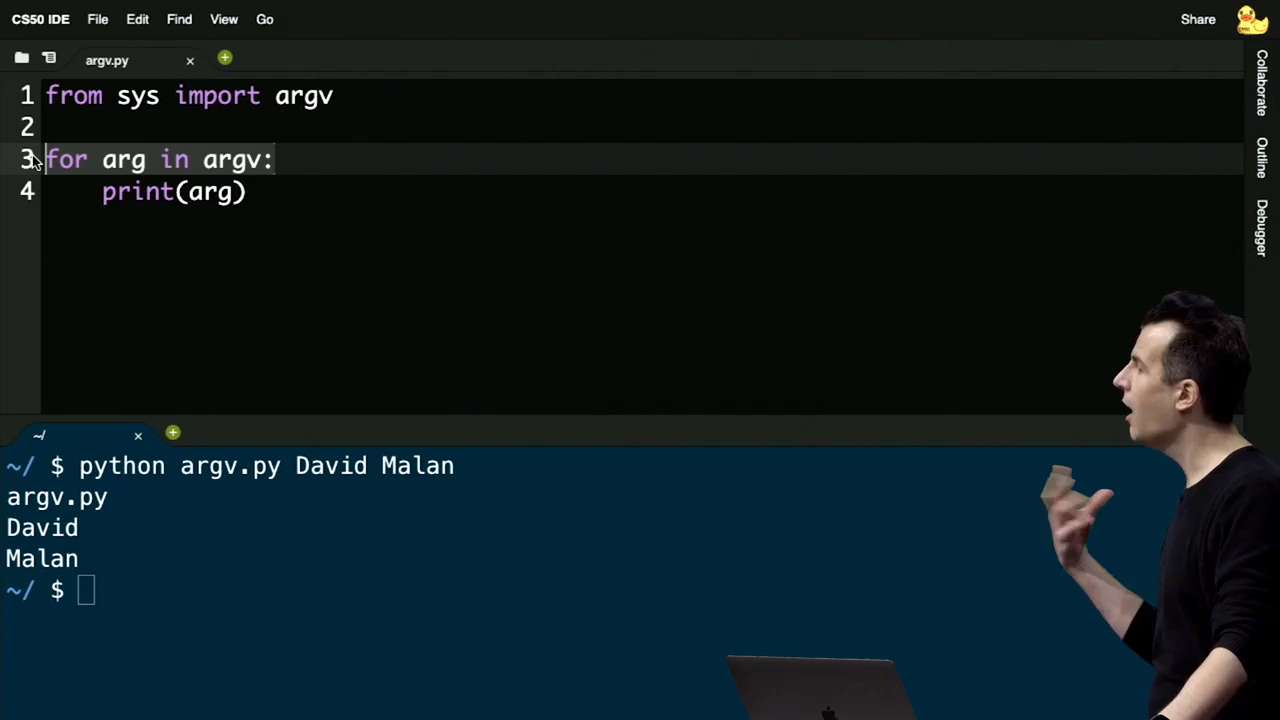 CS50 IDE File Edit Find View Go Share
argv.py
1 from sys import argv
2
3 for arg in argv:
4 print(arg)
Collaborate
Outline
Debugger
~/
~/ $ python argv.py David Malan
argv.py
David
Malan
~/ $